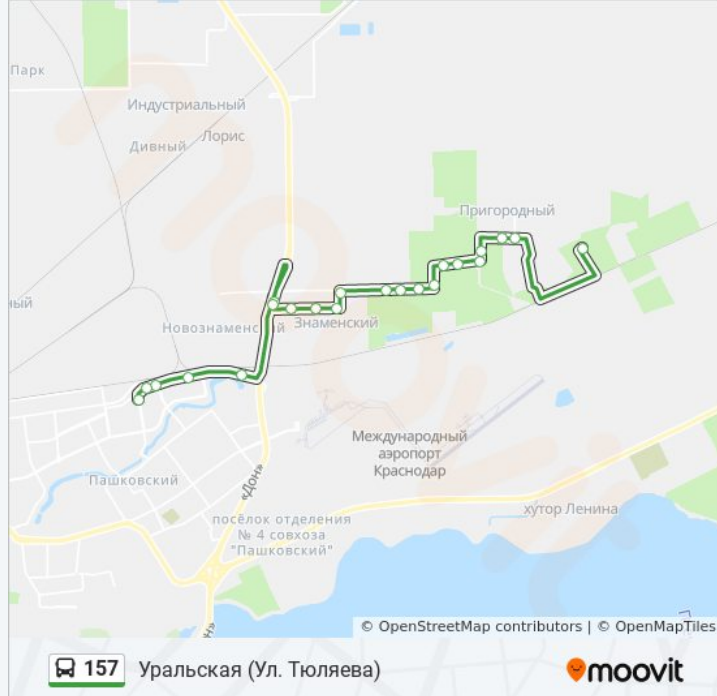 Парк
Индустриальный
Дивный
Лорис
Пригородный
ный
Новознаменский
Знаменский
Международный
аэропорт
Краснодар
Пашковский
«Дон»
посёлок отделения
№ 4 совхоза
"Пашковский"
хутор Ленина
н»
© OpenStreetMap contributors | © OpenMapTiles
157 Уральская (Ул. Тюляева)
moovit